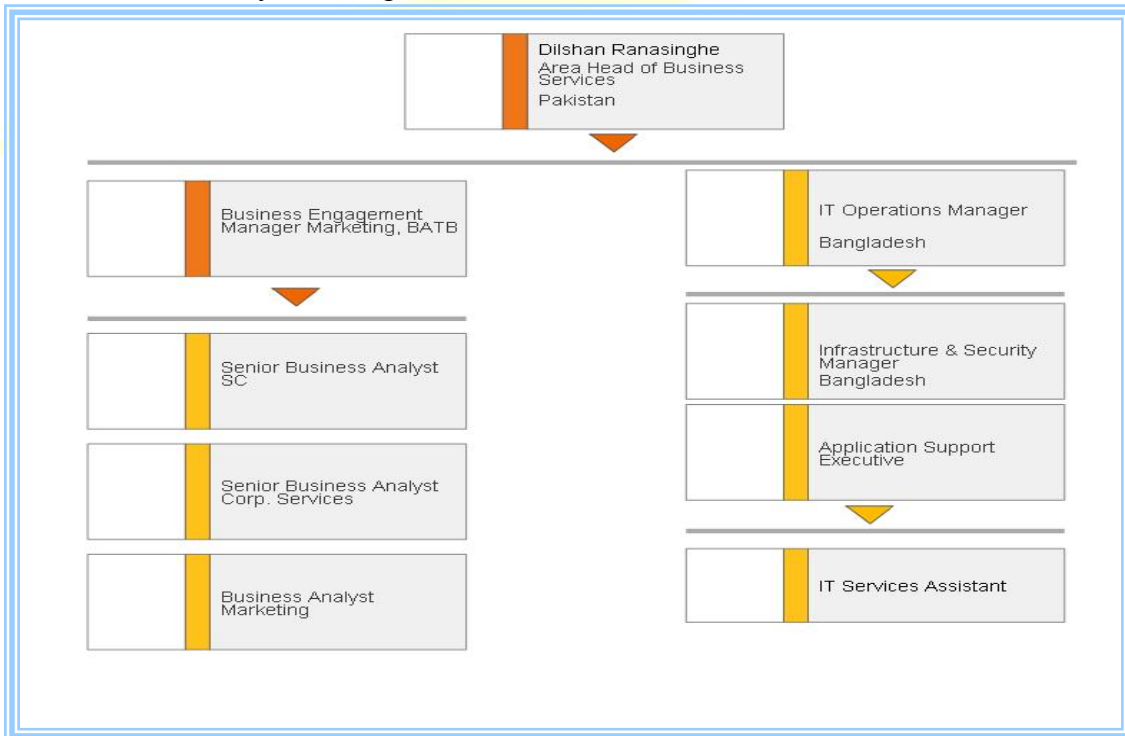 Dilshan Ranasinghe
Area Head of Business
Services
Pakistan
Business Engagement
Manager Marketing, BATB
Senior Business Analyst
SC
Senior Business Analyst
Corp. Services
Business Analyst
Marketing
IT Operations Manager
Bangladesh
Infrastructure & Security
Manager
Bangladesh
Application Support
Executive
IT Services Assistant